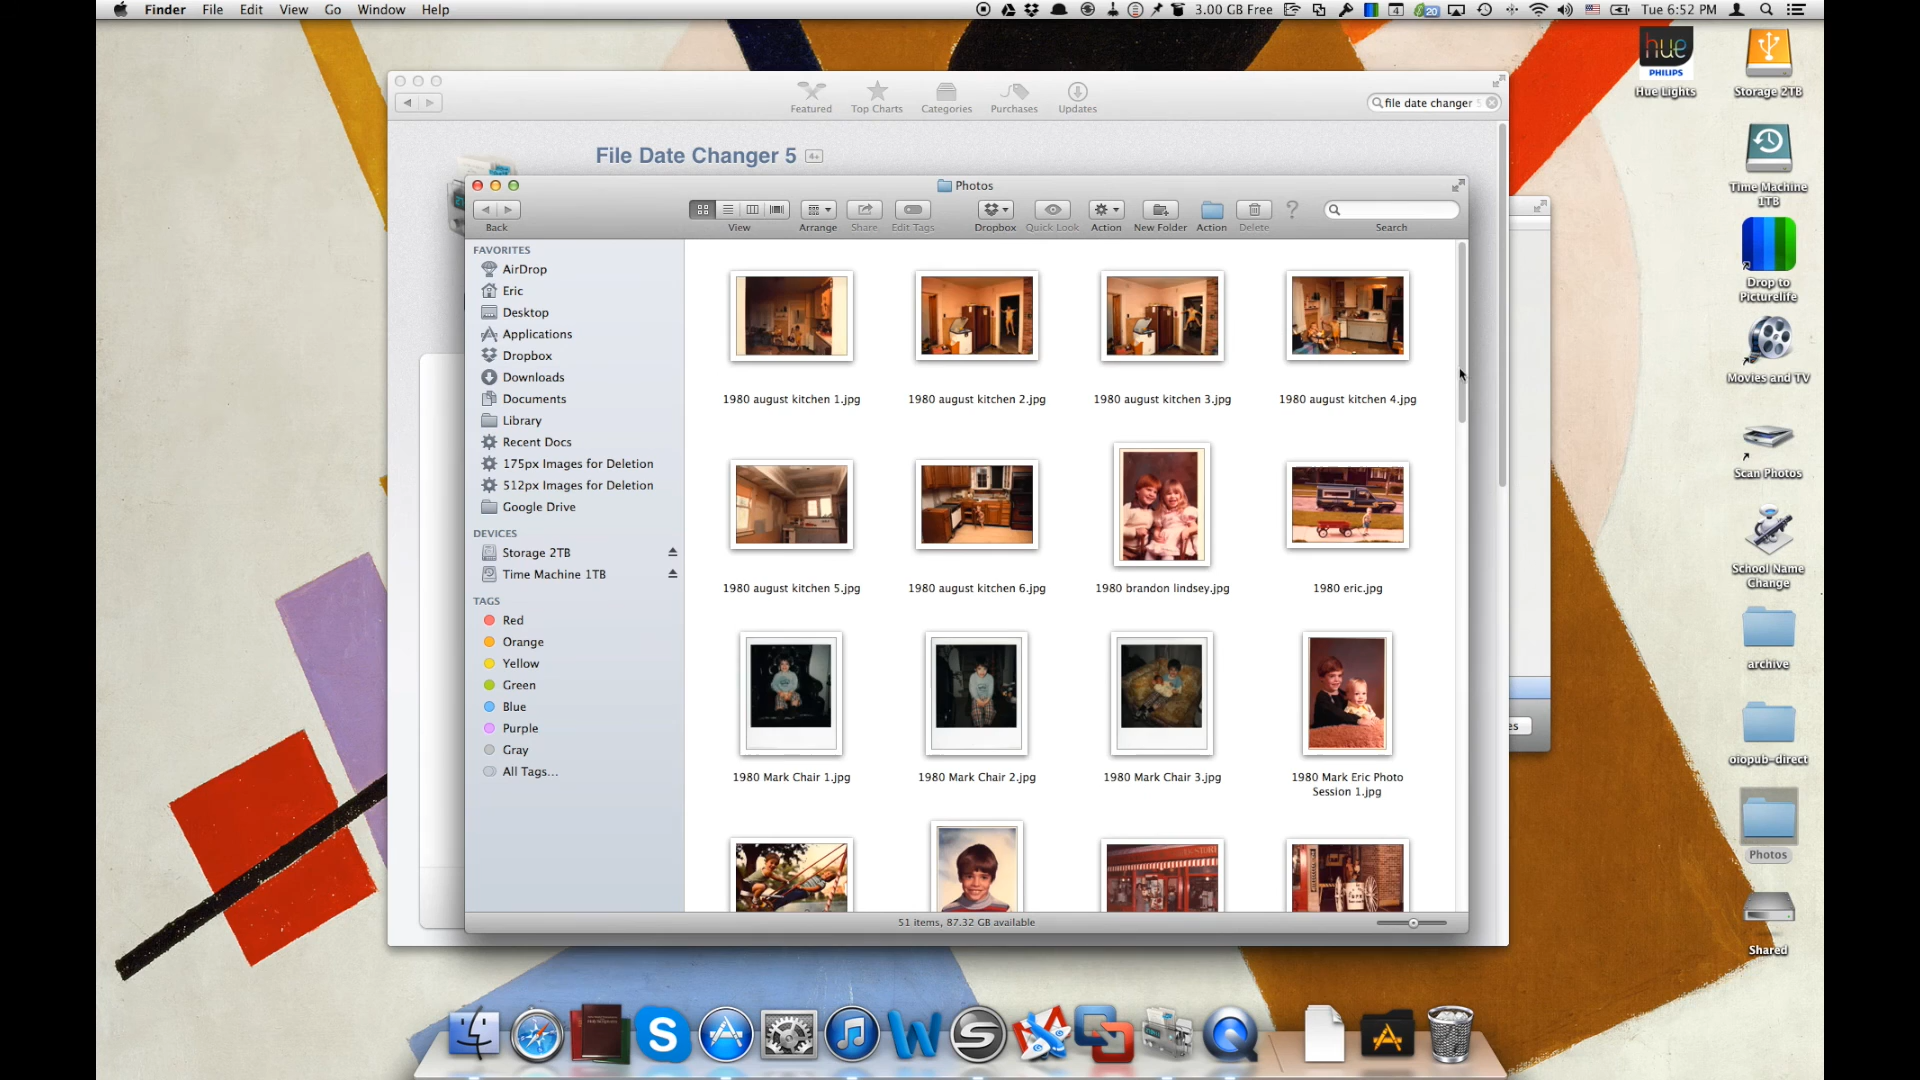 Finder File Edit View Go Window Help 3.00 GB Free 4 20 Tue 6:52 PM
hue
PHILIPS
Hue Lights
Storage 2TB
Featured Top Charts Categories Purchases Updates
file date changer 5
File Date Changer 5 4+
Photos
Back View Arrange Share Edit Tags Dropbox Quick Look Action New Folder Action Delete Search
FAVORITES
AirDrop
Eric
Desktop
Applications
Dropbox
Downloads
Documents
Library
Recent Docs
175px Images for Deletion
512px Images for Deletion
Google Drive
DEVICES
Storage 2TB
Time Machine 1TB
TAGS
Red
Orange
Yellow
Green
Blue
Purple
Gray
All Tags...
1980 august kitchen 1.jpg
1980 august kitchen 2.jpg
1980 august kitchen 3.jpg
1980 august kitchen 4.jpg
1980 august kitchen 5.jpg
1980 august kitchen 6.jpg
1980 brandon lindsey.jpg
1980 eric.jpg
1980 Mark Chair 1.jpg
1980 Mark Chair 2.jpg
1980 Mark Chair 3.jpg
1980 Mark Eric Photo
Session 1.jpg
51 items, 87.32 GB available
es
Time Machine
1TB
Drop to
Picturelife
Movies and TV
Scan Photos
School Name
Change
archive
oiopub-direct
Photos
Shared